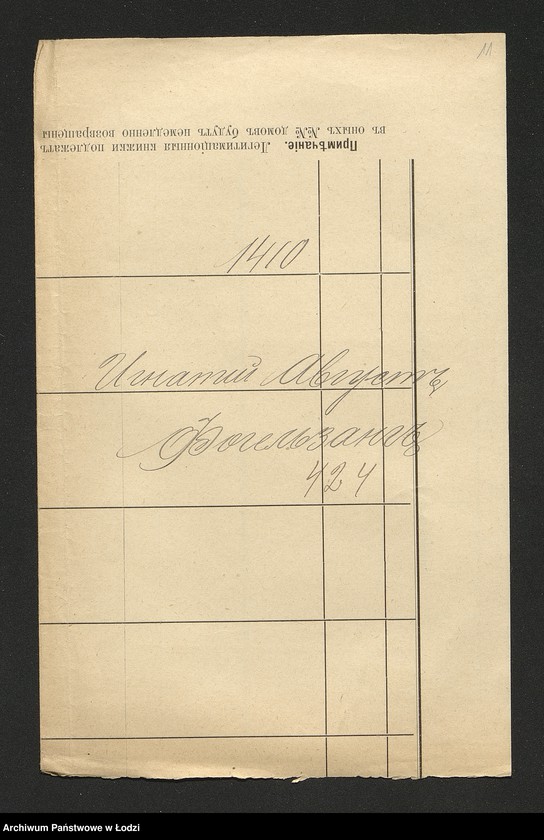 11
Примѣчаніе. Легитимаціонныя книжки подлежатъ
въ оныхъ №№ домовъ будутъ немедленно возвращены
1410
Игнатій Августъ
Фогельзангъ
424
Archiwum Państwowe w Łodzi